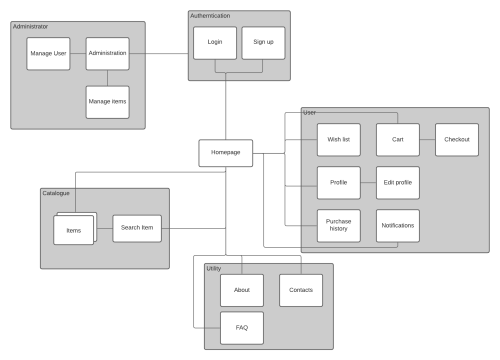 Authentication
Administrator
Login
Sign up
Manage User
Administration
Manage items
User
Wish list
Cart
Checkout
Homepage
Profile
Edit profile
Catalogue
Purchase
history
Notifications
Items
Search Item
Utility
About
Contacts
FAQ